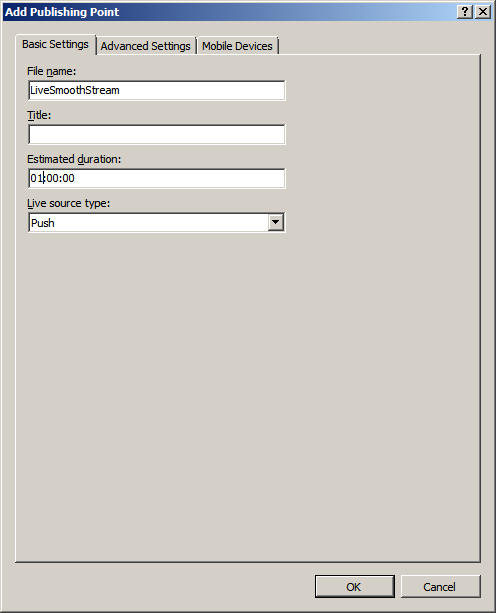 Add Publishing Point
Basic Settings Advanced Settings Mobile Devices
File name:
LiveSmoothStream
Title:
Estimated duration:
01:00:00
Live source type:
Push
OK Cancel